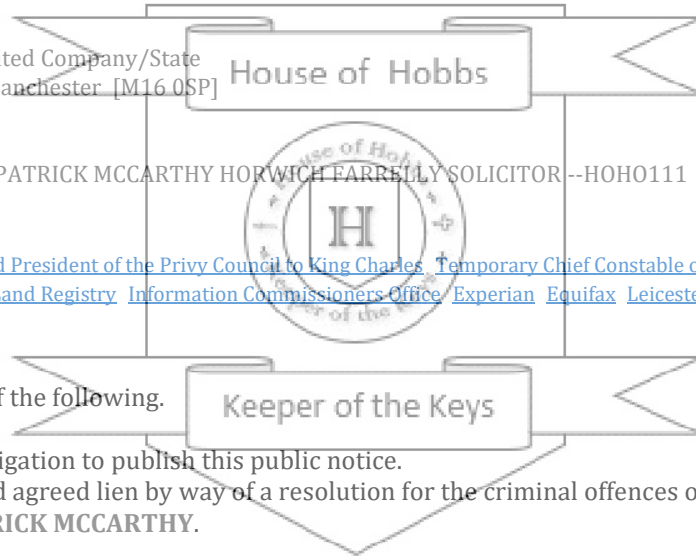 ited Company/State
House of Hobbs
anchester [M16 0SP]
PATRICK MCCARTHY HORWICH FARRELLY SOLICITOR --HOHO111
House of Hobbs
H
d President of the Privy Council to King Charles Temporary Chief Constable o
Land Registry Information Commissioners Office Experian Equifax Leiceste
Keeper of the Keys
f the following.
Keeper of the Keys
igation to publish this public notice.
d agreed lien by way of a resolution for the criminal offences o
RICK MCCARTHY.